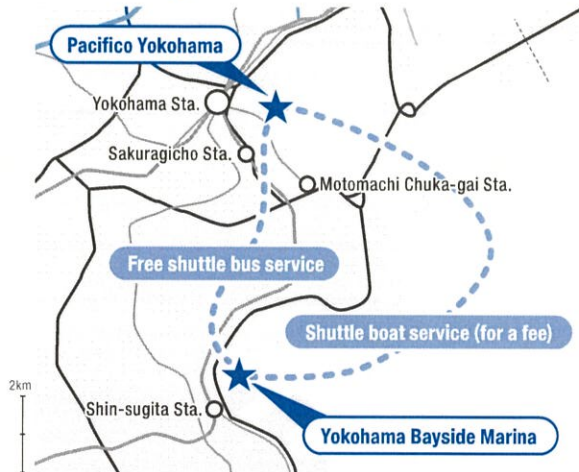 Pacifico Yokohama
Yokohama Sta.
Sakuragicho Sta.
Motomachi Chuka-gai Sta.
Free shuttle bus service
Shuttle boat service (for a fee)
2km
Shin-sugita Sta.
Yokohama Bayside Marina